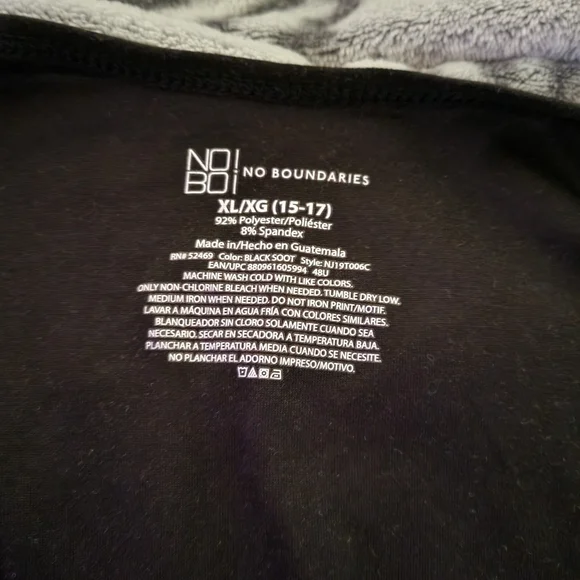 NO!
BO¡
NO BOUNDARIES
XL/XG (15-17)
92% Polyester/Poliéster
8% Spandex
Made in/Hecho en Guatemala
RN# 52469 Color: BLACK SOOT Style: NJ19T006C
EAN/UPC 880961605994 48U
MACHINE WASH COLD WITH LIKE COLORS.
ONLY NON-CHLORINE BLEACH WHEN NEEDED. TUMBLE DRY LOW.
MEDIUM IRON WHEN NEEDED. DO NOT IRON PRINT/MOTIF.
LAVAR A MÁQUINA EN AGUA FRÍA CON COLORES SIMILARES.
BLANQUEADOR SIN CLORO SOLAMENTE CUANDO SEA
NECESARIO. SECAR EN SECADORA A TEMPERATURA BAJA.
PLANCHAR A TEMPERATURA MEDIA CUANDO SE NECESITE.
NO PLANCHAR EL ADORNO IMPRESO/MOTIVO.